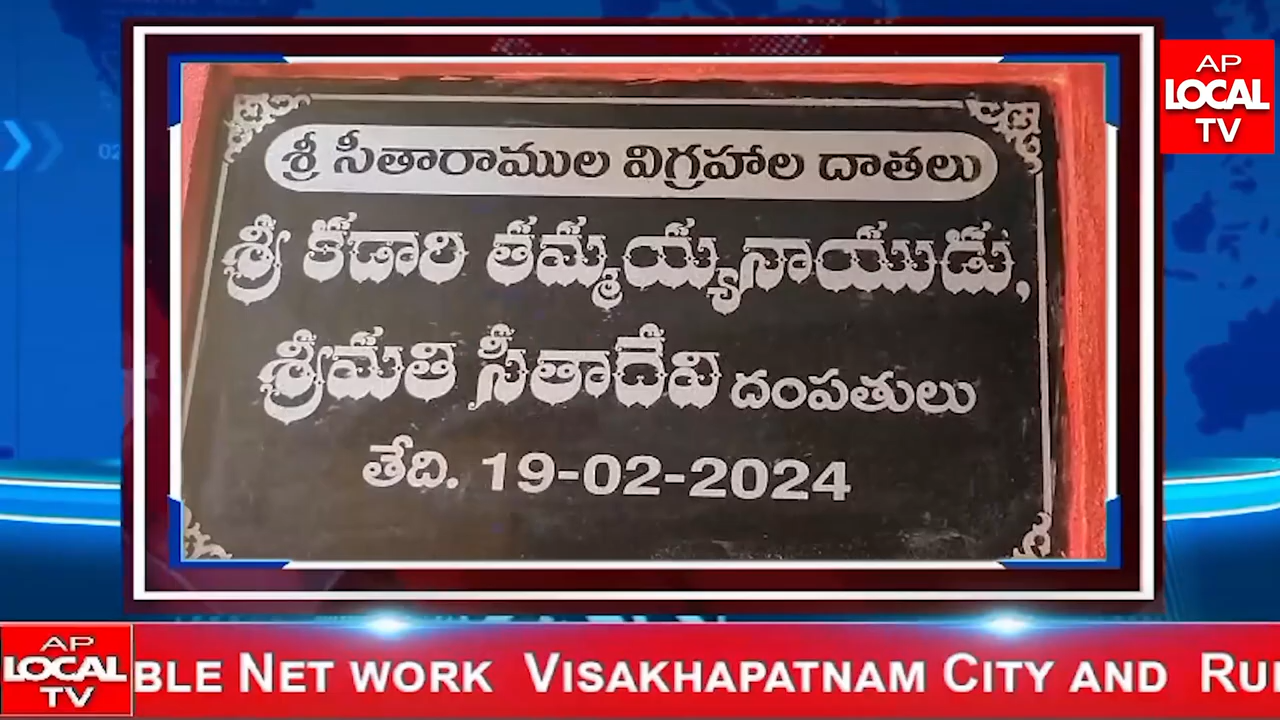 AP
LOCAL
TV
శ్రీ సీతారాముల విగ్రహాల దాతలు
శ్రీ కడారి తమ్మయ్యనాయుడు,
శ్రీమతి సీతాదేవి దంపతులు
తేది. 19-02-2024
AP
LOCAL
TV
BLE NET WORK VISAKHAPATNAM CITY AND